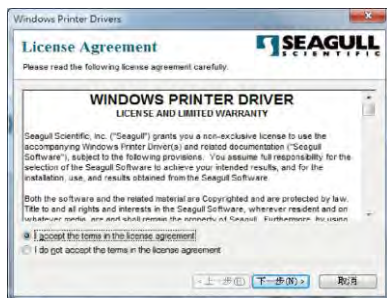 Windows Printer Drivers
License Agreement
SEAGULL
SCIENTIFIC
Please read the following license agreement carefully.
WINDOWS PRINTER DRIVER
LICENSE AND LIMITED WARRANTY
Seagull Scientific, Inc. ("Seagull") grants you a non-exclusive license to use the
accompanying Windows Printer Driver(s) and related documentation ("Seagull
Software"), subject to the following provisions. You assume full responsibility for the
selection of the Seagull Software to achieve your intended results, and for the
installation, use, and results obtained from the Seagull Software.
Both the software and the related material are Copyrighted and are protected by law.
Title to and all rights and interests in the Seagull Software, wherever resident and on
whatever media, are and shall remain the property of Seagull. Furthermore, by using
I accept the terms in the license agreement
I do not accept the terms in the license agreement
<上一步(B) 下一步(N)> 取消